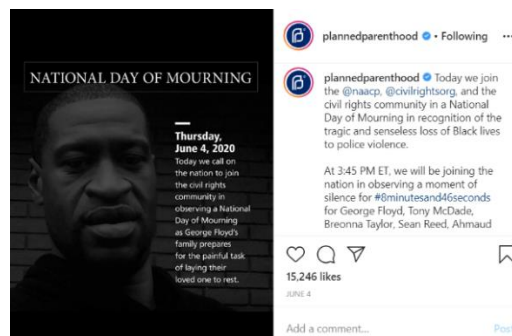 NATIONAL DAY OF MOURNING
Thursday,
June 4, 2020
Today we call on
the nation to join
the civil rights
community in
observing a National
Day of Mourning
as George Floyd's
family prepares
for the painful task
of laying their
loved one to rest.
plannedparenthood • Following
plannedparenthood Today we join
the @naacp, @civilrightsorg, and the
civil rights community in a National
Day of Mourning in recognition of the
tragic and senseless loss of Black lives
to police violence.
At 3:45 PM ET, we will be joining the
nation in observing a moment of
silence for #8minutesand46seconds
for George Floyd, Tony McDade,
Breonna Taylor, Sean Reed, Ahmaud
15,246 likes
JUNE 4
Add a comment...
Post